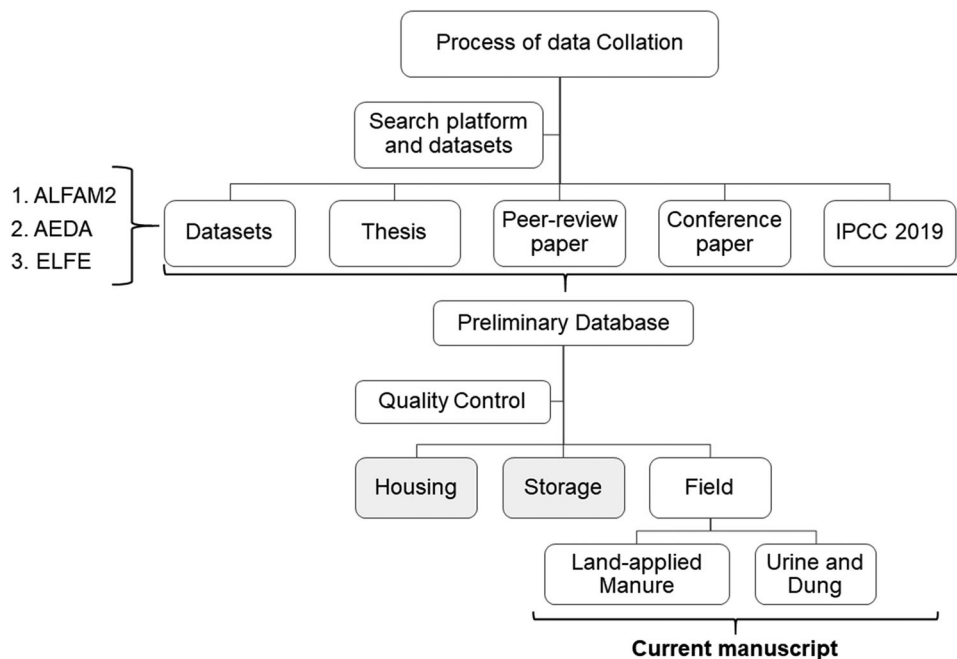 Process of data Collation
Search platform
and datasets
1. ALFAM2
2. AEDA
3. ELFE
Datasets
Thesis
Peer-review
paper
Conference
paper
IPCC 2019
Preliminary Database
Quality Control
Housing
Storage
Field
Land-applied
Manure
Urine and
Dung
Current manuscript